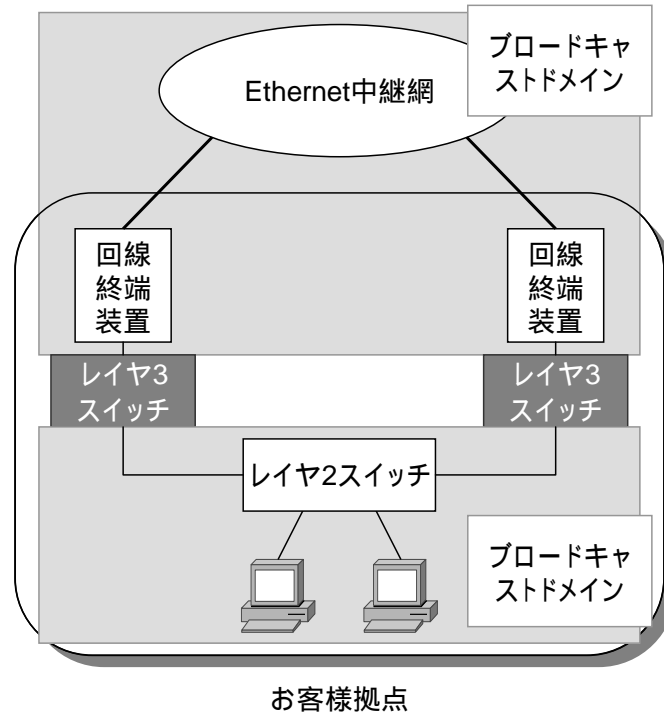 ブロードキャ
ストドメイン
Ethernet中継網
回線
終端
装置
回線
終端
装置
レイヤ3
スイッチ
レイヤ3
スイッチ
レイヤ2スイッチ
ブロードキャ
ストドメイン
お客様拠点